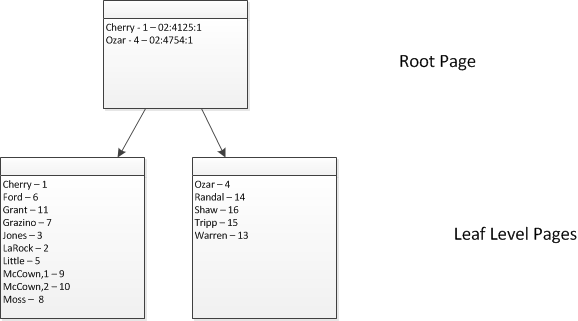 Cherry - 1 – 02:4125:1
Ozar - 4 – 02:4754:1
Root Page
Cherry – 1
Ford – 6
Grant – 11
Grazino – 7
Jones – 3
LaRock – 2
Little – 5
McCown,1 – 9
McCown,2 – 10
Moss – 8
Ozar – 4
Randal – 14
Shaw – 16
Tripp – 15
Warren – 13
Leaf Level Pages